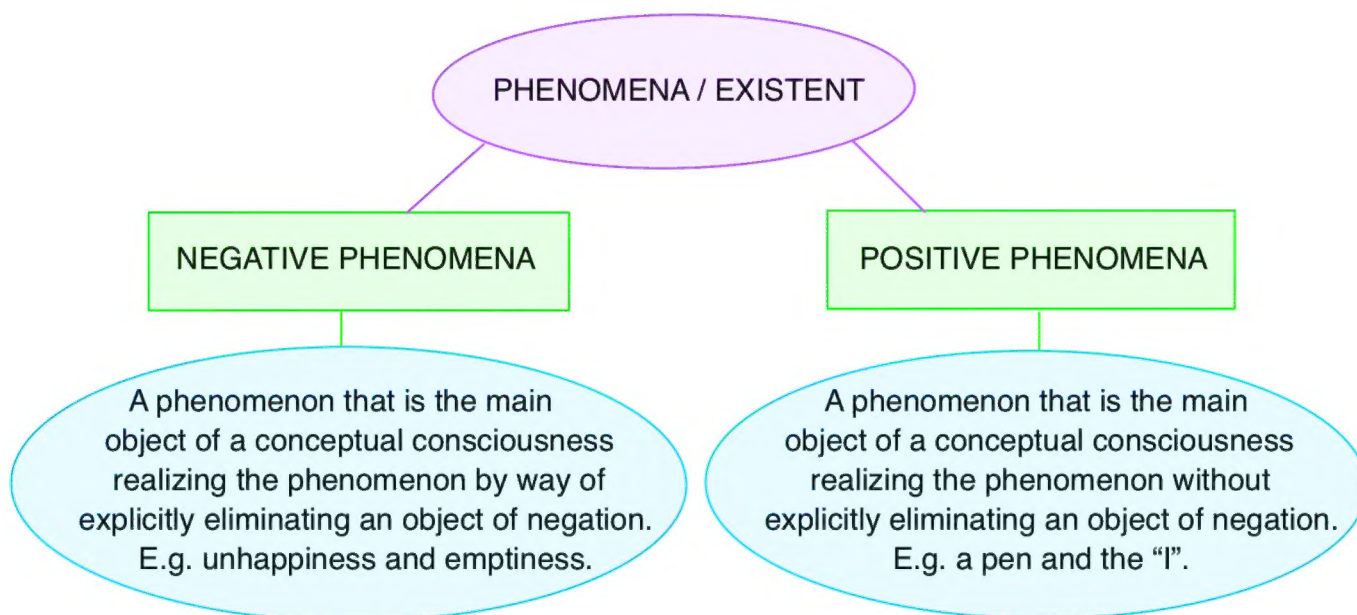 PHENOMENA / EXISTENT
NEGATIVE PHENOMENA
POSITIVE PHENOMENA
A phenomenon that is the main
object of a conceptual consciousness
realizing the phenomenon by way of
explicitly eliminating an object of negation.
E.g. unhappiness and emptiness.
A phenomenon that is the main
object of a conceptual consciousness
realizing the phenomenon without
explicitly eliminating an object of negation.
E.g. a pen and the “I”.